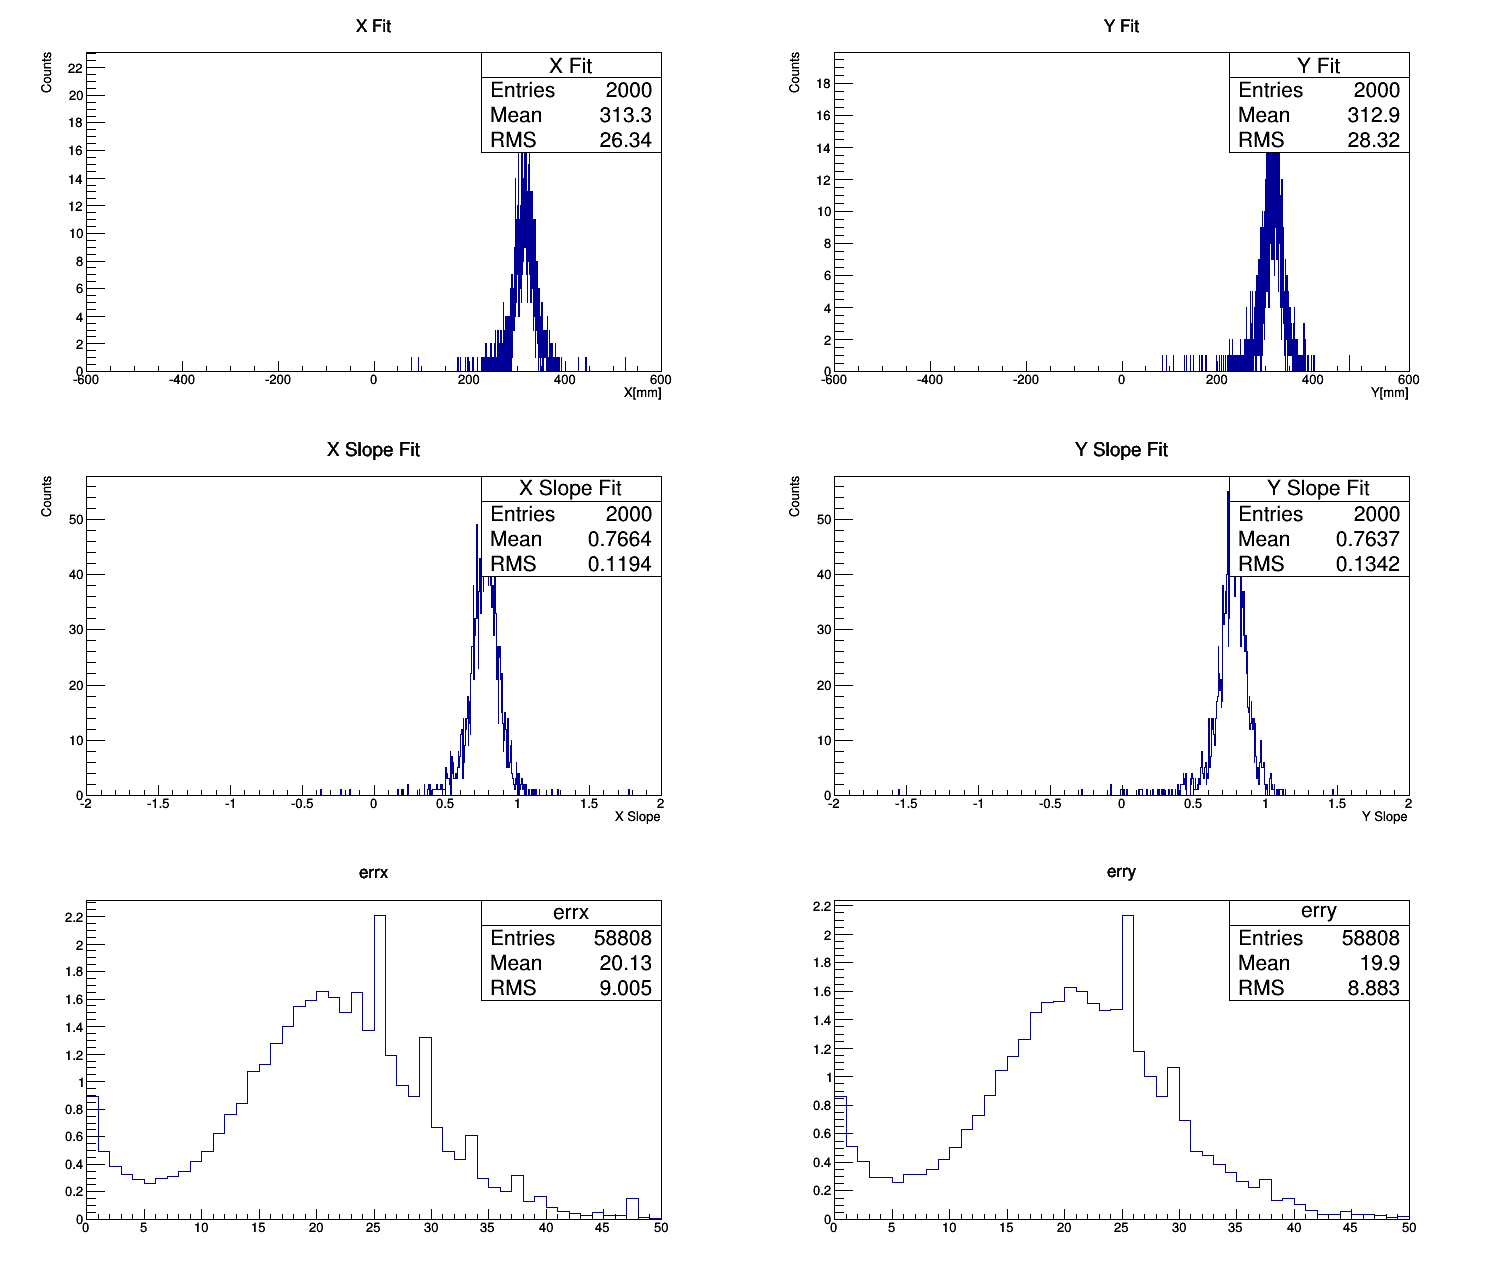 X Fit
Counts
22
20
18
16
14
12
10
8
6
4
2
0
-600 -400 -200 0 200 400 600
X[mm]
X Fit
Entries 2000
Mean 313.3
RMS 26.34
Y Fit
Counts
18
16
14
12
10
8
6
4
2
0
-600 -400 -200 0 200 400 600
Y[mm]
Y Fit
Entries 2000
Mean 312.9
RMS 28.32
X Slope Fit
Counts
50
40
30
20
10
0
-2 -1.5 -1 -0.5 0 0.5 1 1.5 2
X Slope
X Slope Fit
Entries 2000
Mean 0.7664
RMS 0.1194
Y Slope Fit
Counts
50
40
30
20
10
0
-2 -1.5 -1 -0.5 0 0.5 1 1.5 2
Y Slope
Y Slope Fit
Entries 2000
Mean 0.7637
RMS 0.1342
errx
2.2
2
1.8
1.6
1.4
1.2
1
0.8
0.6
0.4
0.2
0
0 5 10 15 20 25 30 35 40 45 50
errx
Entries 58808
Mean 20.13
RMS 9.005
erry
2.2
2
1.8
1.6
1.4
1.2
1
0.8
0.6
0.4
0.2
0
0 5 10 15 20 25 30 35 40 45 50
erry
Entries 58808
Mean 19.9
RMS 8.883